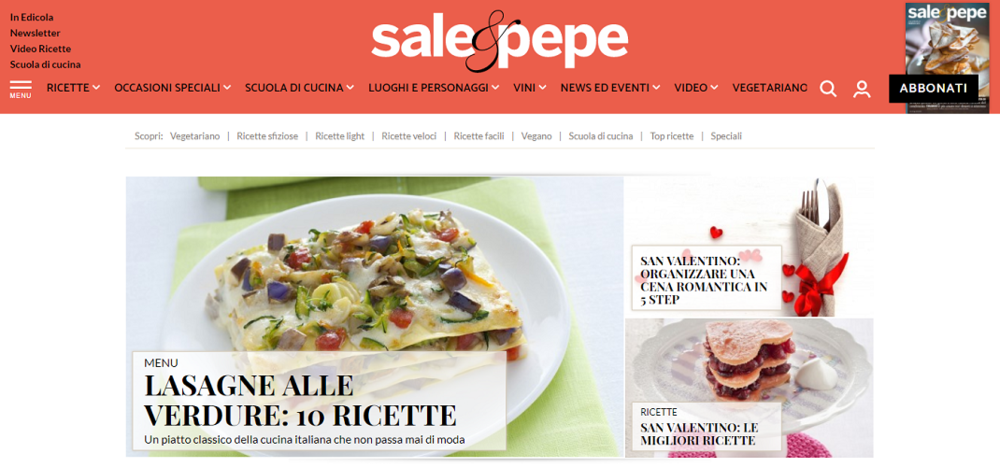 In Edicola
Newsletter
Video Ricette
Scuola di cucina
sale&pepe
sale pepe
MENU
RICETTE
OCCASIONI SPECIALI
SCUOLA DI CUCINA
LUOGHI E PERSONAGGI
VINI
NEWS ED EVENTI
VIDEO
VEGETARIANO
ABBONATI
Scopri: Vegetariano | Ricette sfiziose | Ricette light | Ricette veloci | Ricette facili | Vegano | Scuola di cucina | Top ricette | Speciali
SAN VALENTINO:
ORGANIZZARE UNA
CENA ROMANTICA IN
5 STEP
MENU
LASAGNE ALLE
VERDURE: 10 RICETTE
Un piatto classico della cucina italiana che non passa mai di moda
RICETTE
SAN VALENTINO: LE
MIGLIORI RICETTE